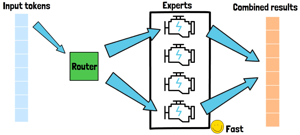 Input tokens
Experts
Combined results
Router
Fast